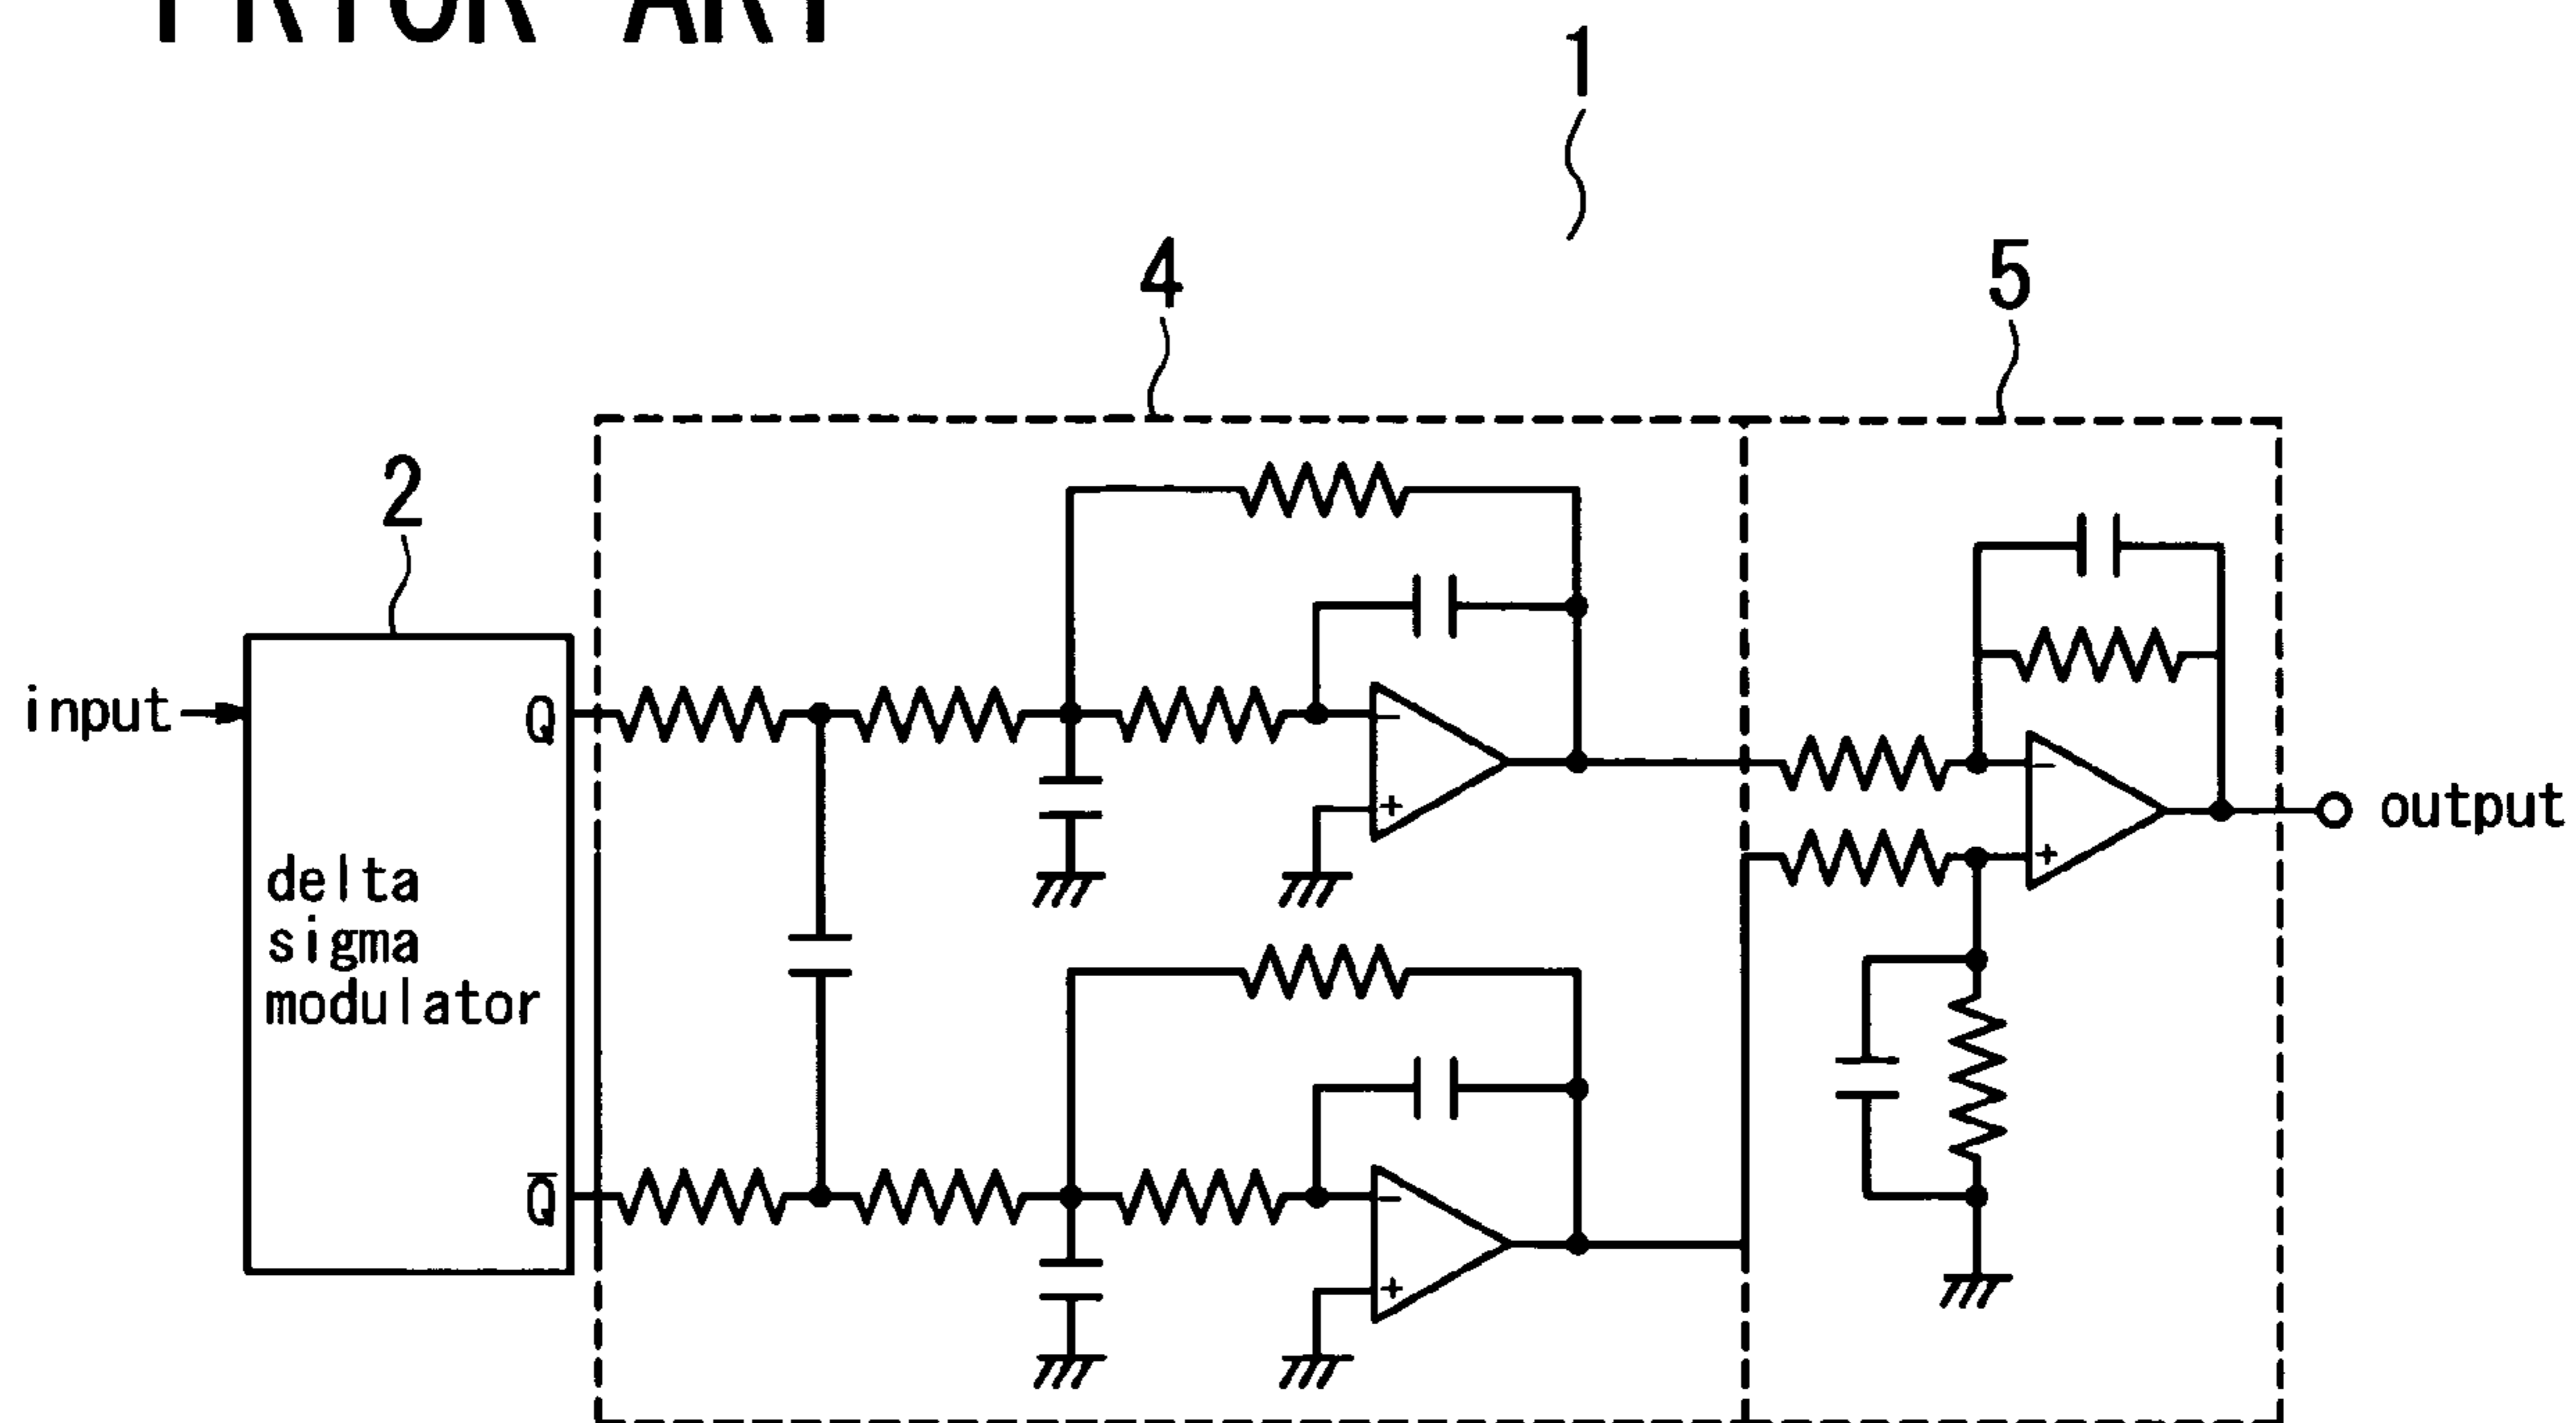 PRIOR ART
1
4
5
2
input
Q
delta
sigma
modulator
Q̅
−
+
−
+
−
+
output